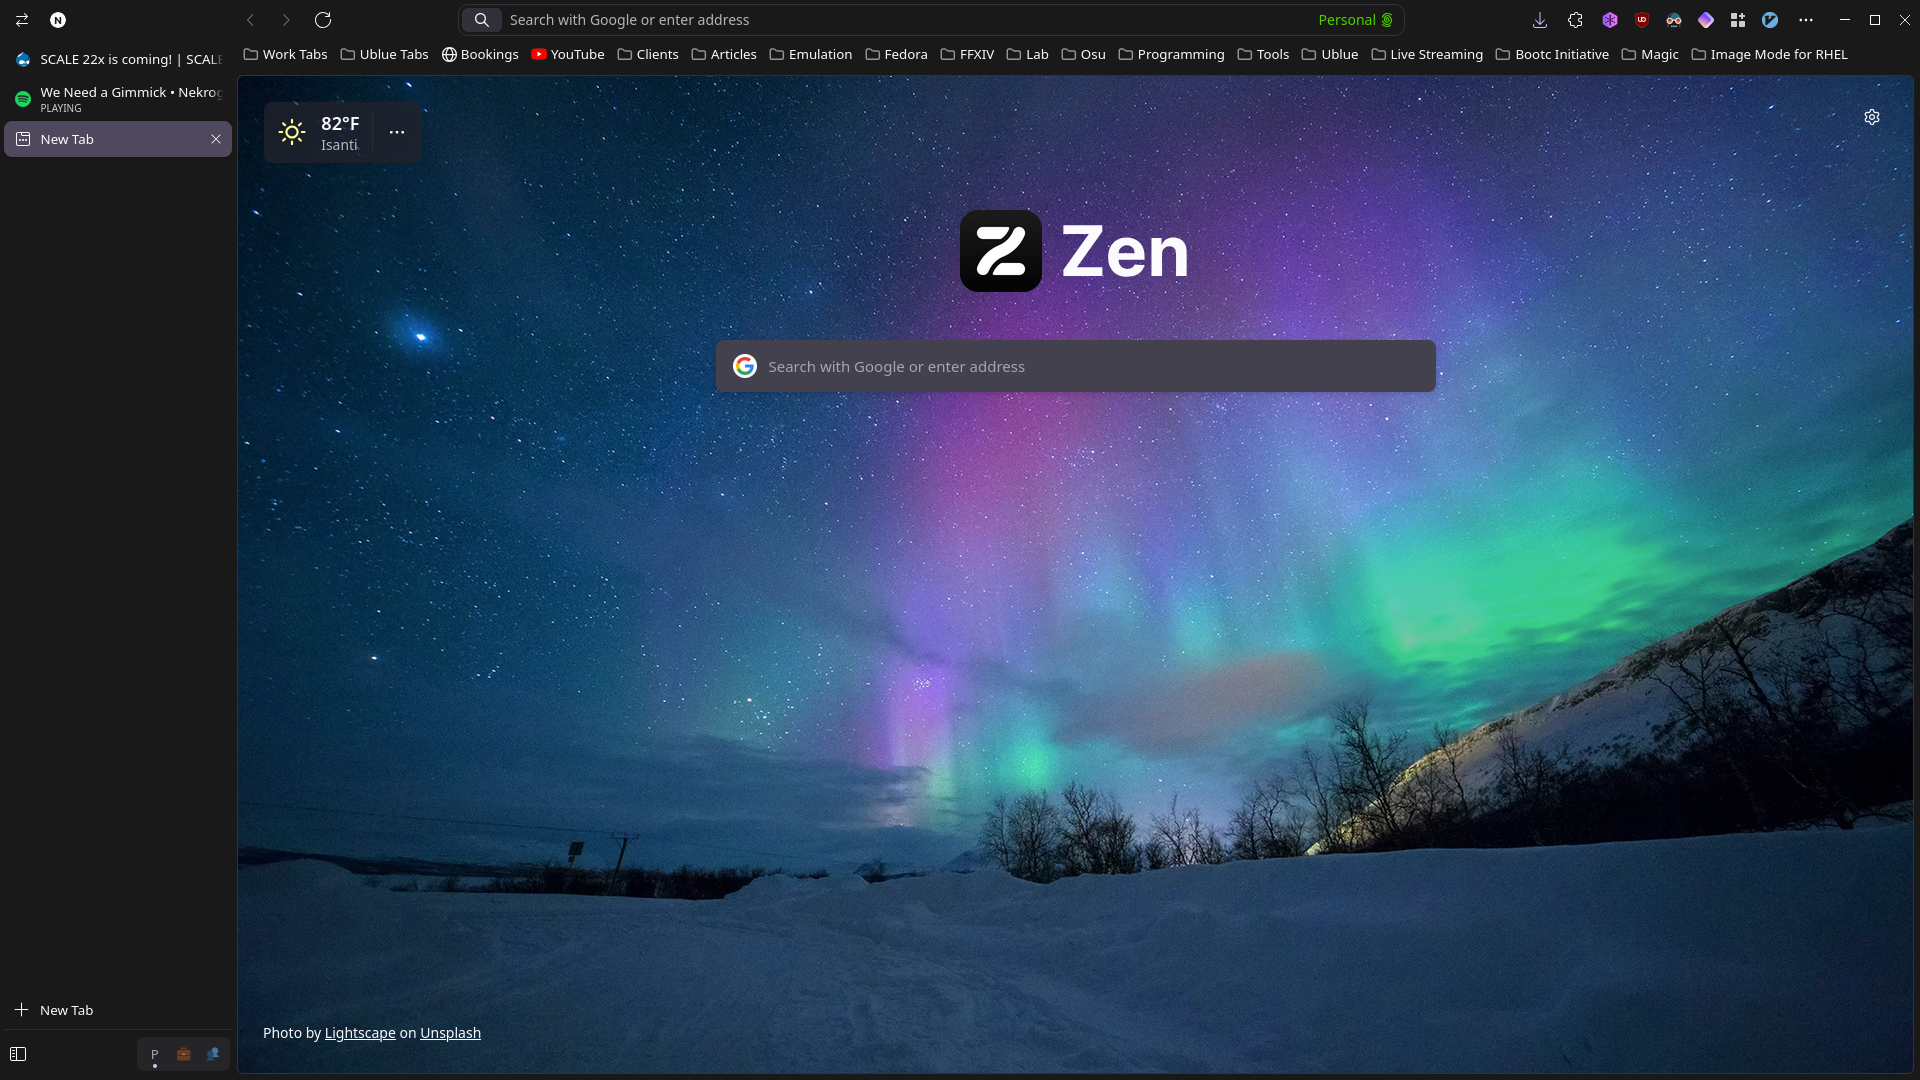 Search with Google or enter address
Personal
SCALE 22x is coming! | SCALE
Work Tabs Ublue Tabs Bookings YouTube Clients Articles Emulation Fedora FFXIV Lab Osu Programming Tools Ublue Live Streaming Bootc Initiative Magic Image Mode for RHEL
We Need a Gimmick • Nekrog
PLAYING
New Tab
82°F
Isanti
Zen
Search with Google or enter address
New Tab
Photo by Lightscape on Unsplash
P